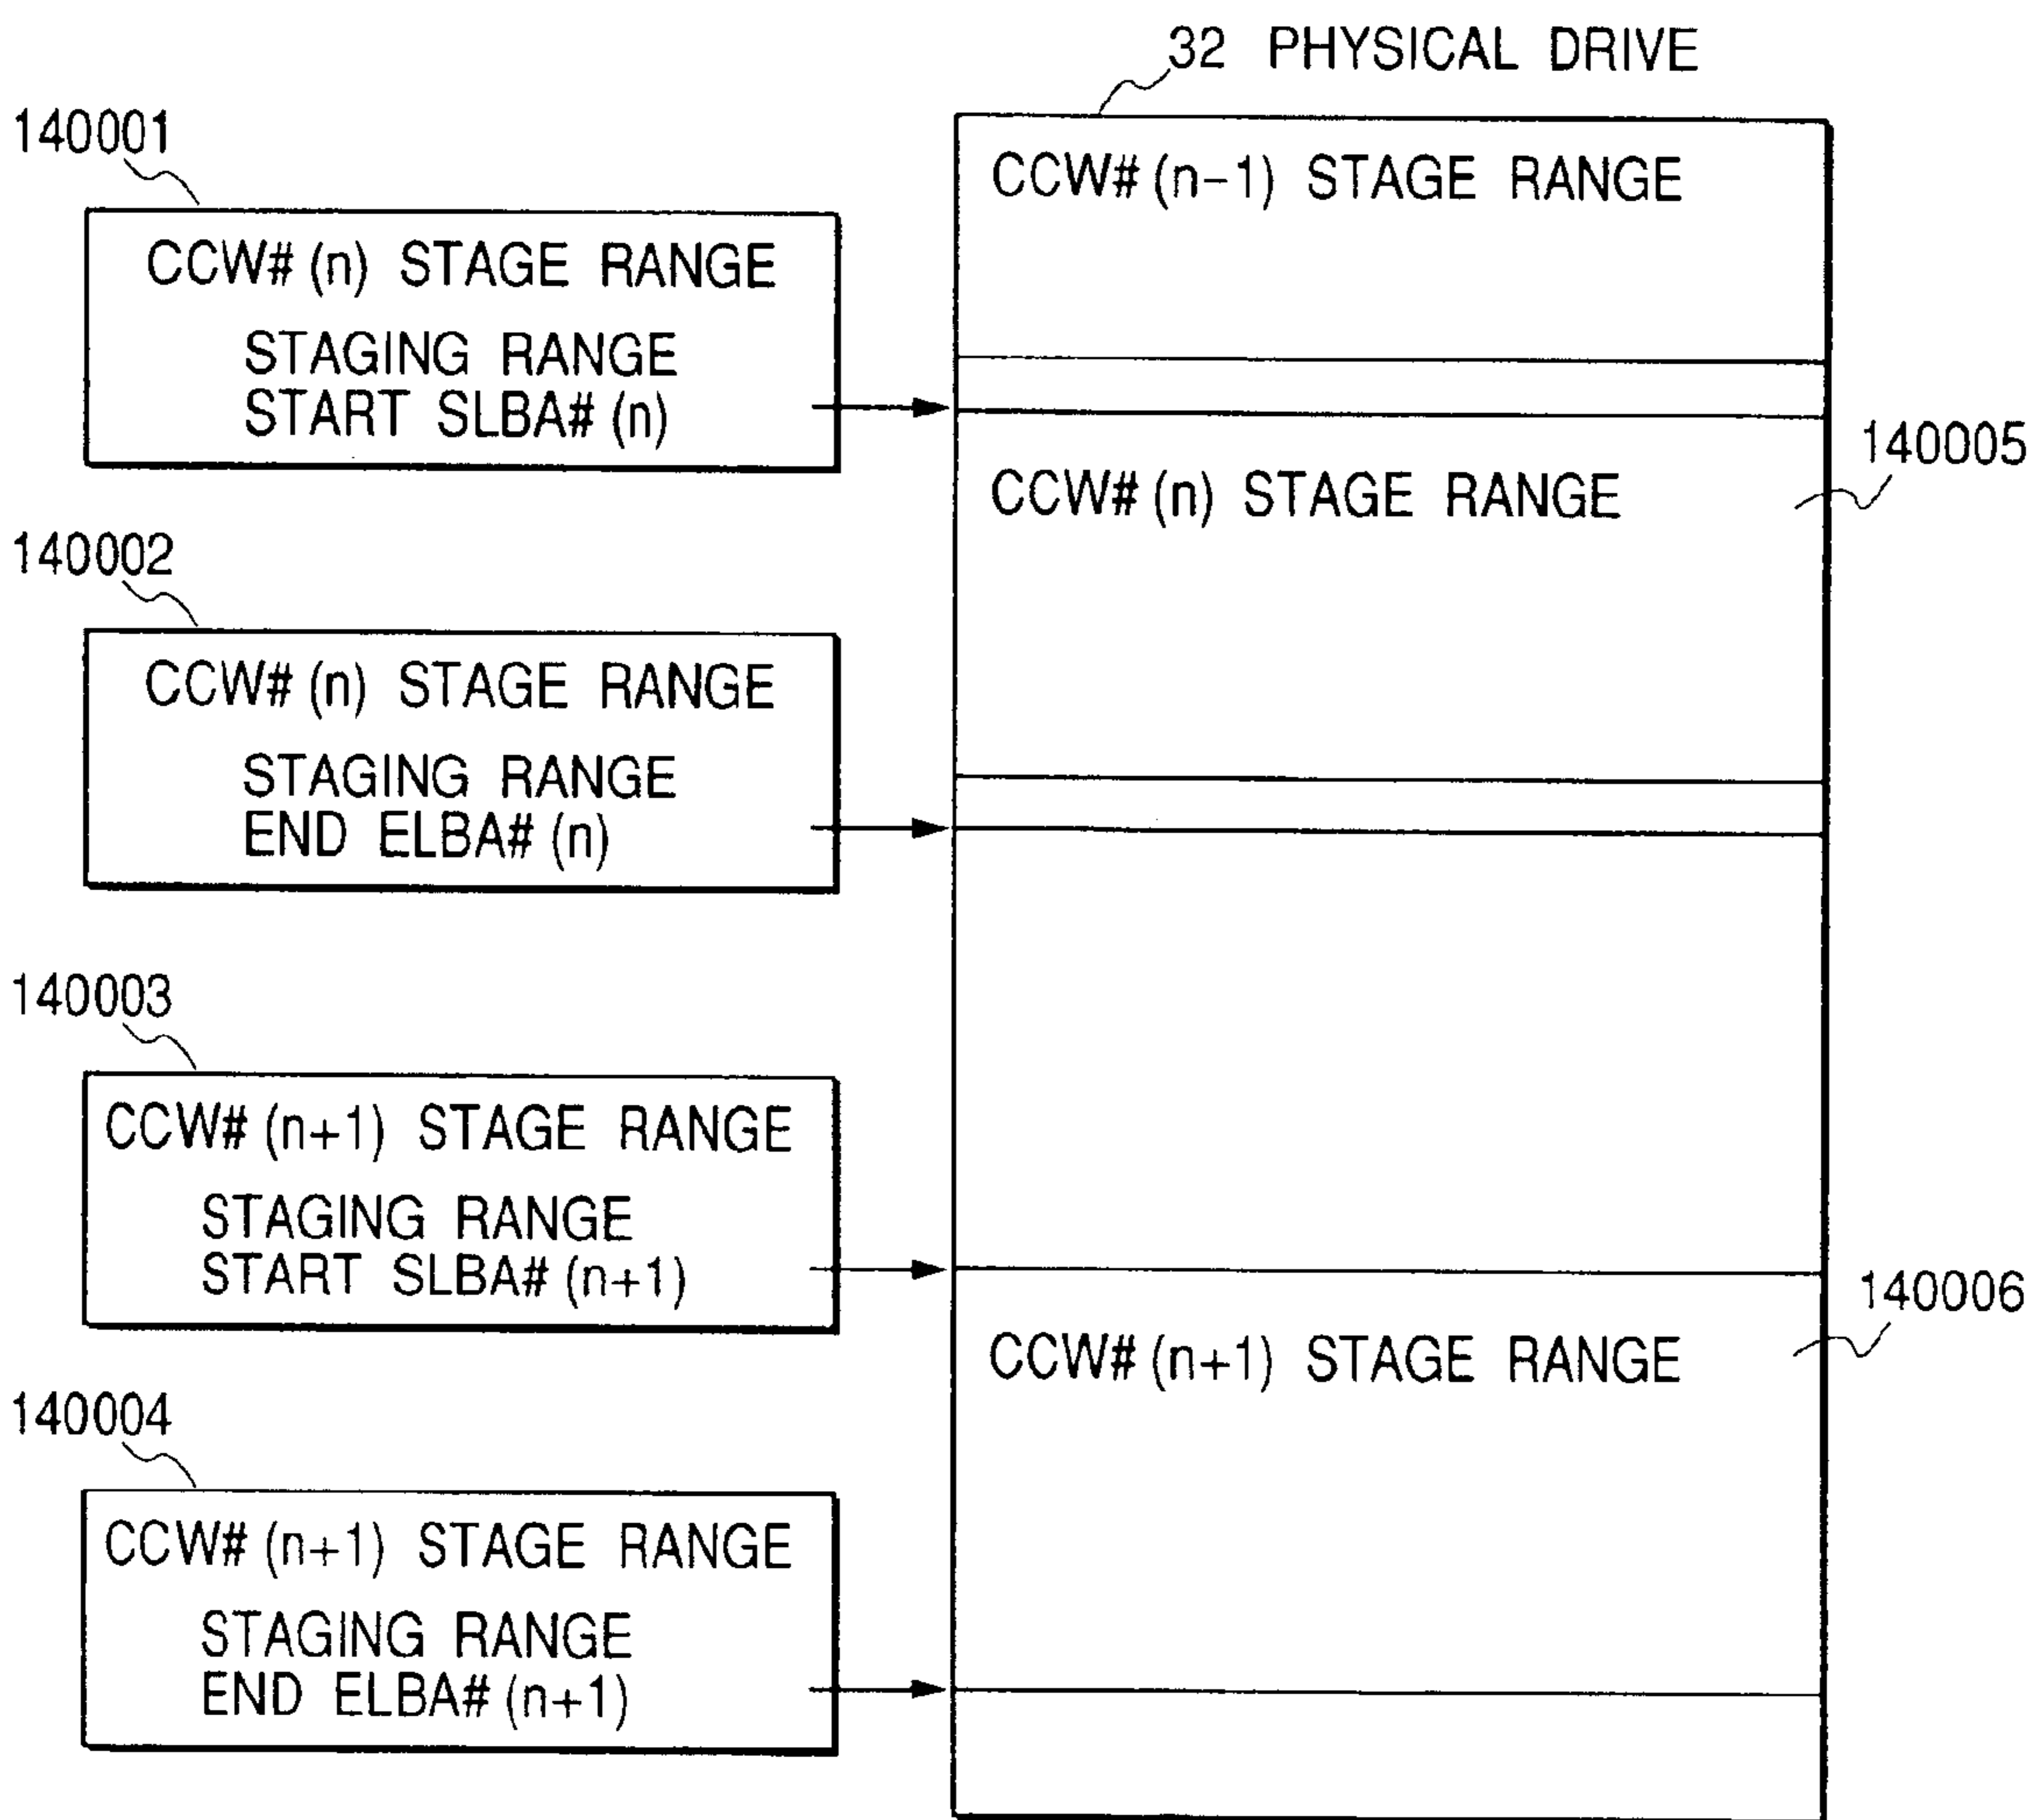 32 PHYSICAL DRIVE
140001
CCW# (n-1) STAGE RANGE
CCW# (n) STAGE RANGE
STAGING RANGE
START SLBA# (n)
140005
CCW# (n) STAGE RANGE
140002
CCW# (n) STAGE RANGE
STAGING RANGE
END ELBA# (n)
140003
CCW# (n+1) STAGE RANGE
STAGING RANGE
START SLBA# (n+1)
140006
CCW# (n+1) STAGE RANGE
140004
CCW# (n+1) STAGE RANGE
STAGING RANGE
END ELBA# (n+1)